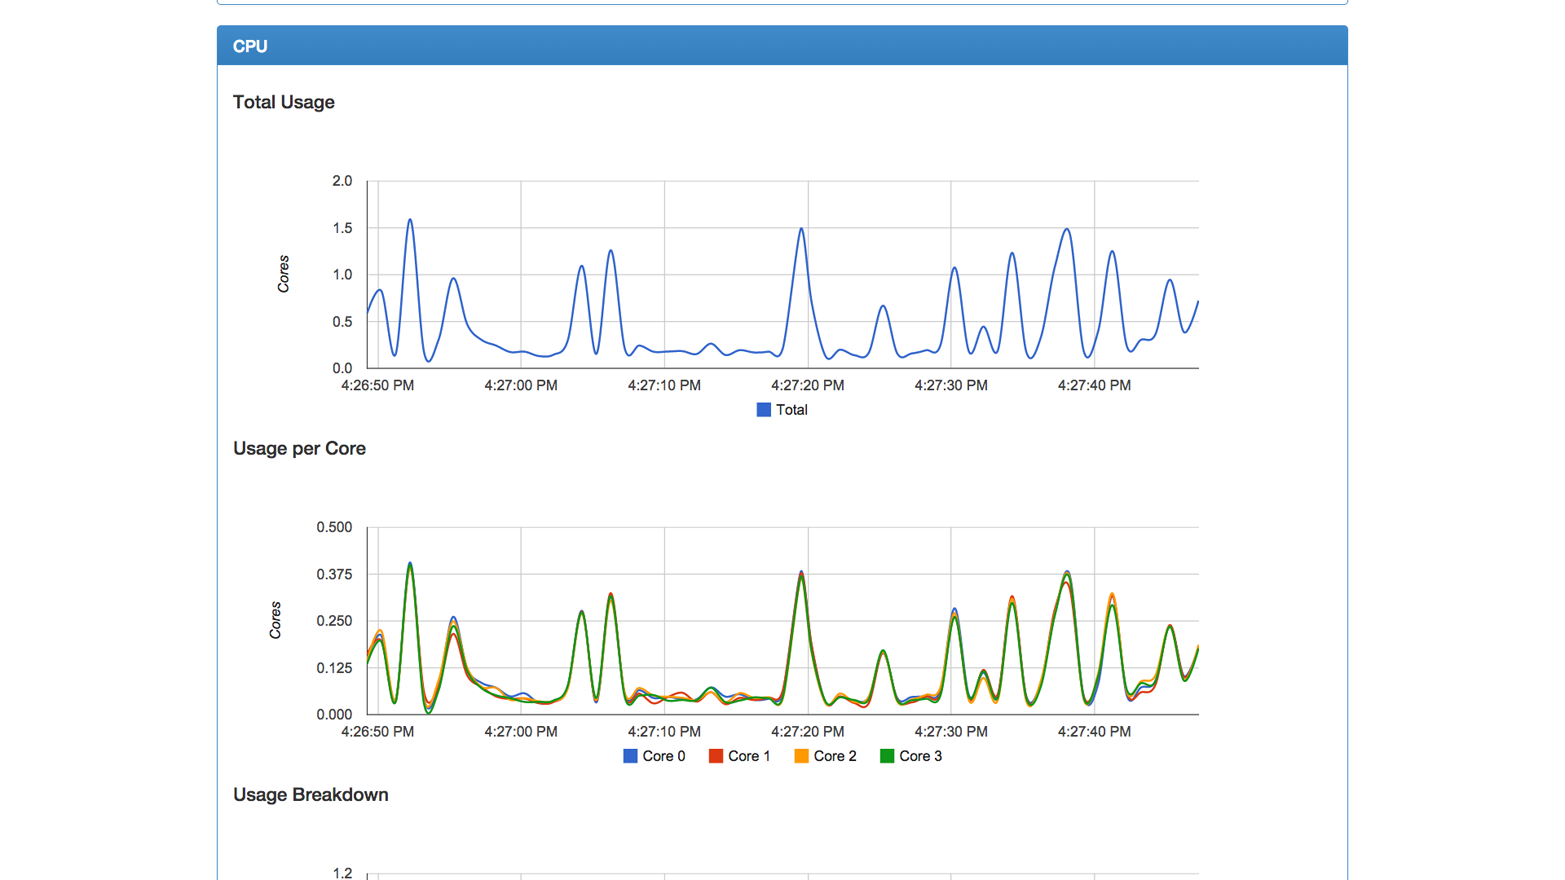 CPU
Total Usage
2.0
1.5
1.0
0.5
0.0
Cores
4:26:50 PM 4:27:00 PM 4:27:10 PM 4:27:20 PM 4:27:30 PM 4:27:40 PM
Total
Usage per Core
0.500
0.375
0.250
0.125
0.000
Cores
4:26:50 PM 4:27:00 PM 4:27:10 PM 4:27:20 PM 4:27:30 PM 4:27:40 PM
Core 0 Core 1 Core 2 Core 3
Usage Breakdown
1.2